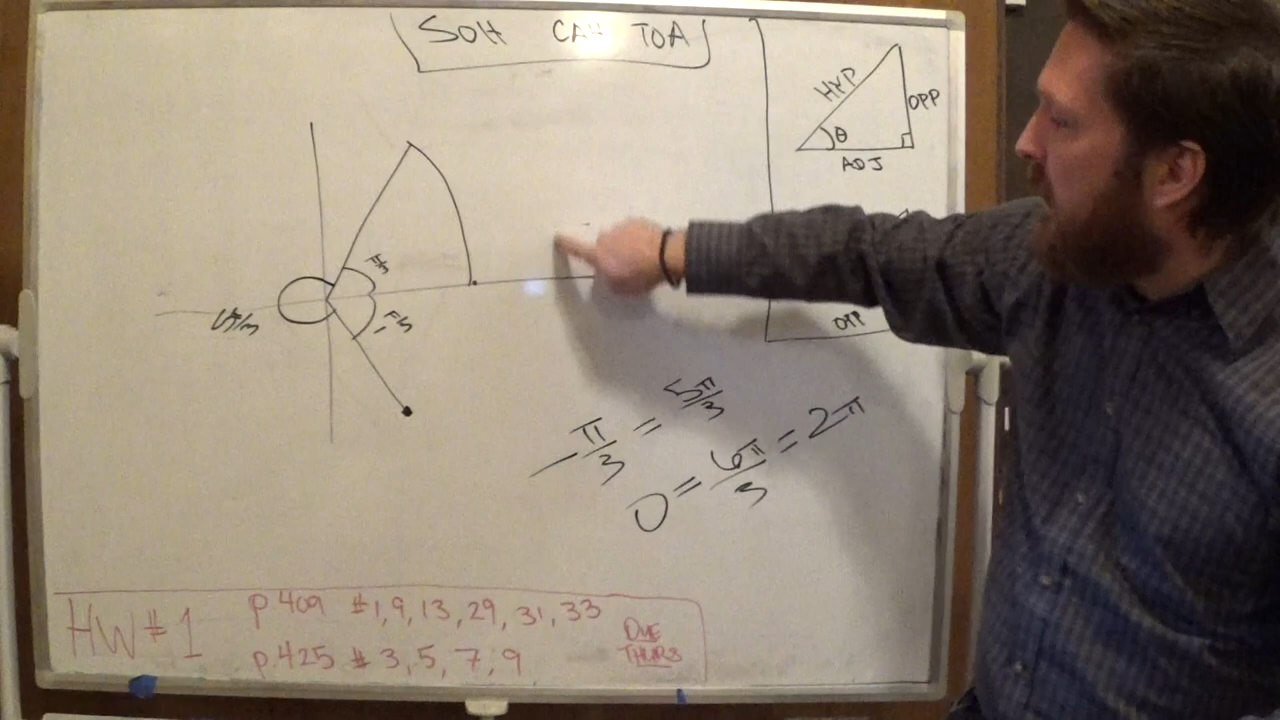 SOH CAH TOA
HYP
OPP
θ
ADJ
π/3
-π/3
5π/3
OPP
-π/3 = 5π/3
0 = 6π/3 = 2π
HW #1
p.409 #1, 9, 13, 29, 31, 33
p.425 # 3, 5, 7, 9
DUE
THURS